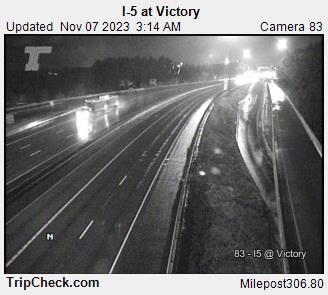 I-5 at Victory
Updated Nov 07 2023 3:14 AM Camera 83
T
N
83 - I5 @ Victory
TripCheck.com Milepost306.80